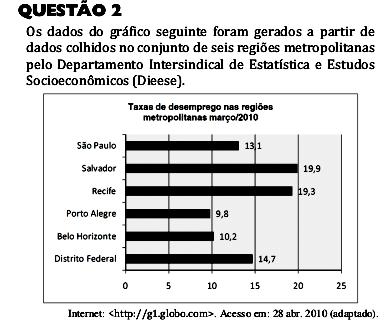 QUESTÃO 2
Os dados do gráfico seguinte foram gerados a partir de
dados colhidos no conjunto de seis regiões metropolitanas
pelo Departamento Intersindical de Estatística e Estudos
Socioeconômicos (Dieese).
Taxas de desemprego nas regiões
metropolitanas março/2010
São Paulo 13,1
Salvador 19,9
Recife 19,3
Porto Alegre 9,8
Belo Horizonte 10,2
Distrito Federal 14,7
0 5 10 15 20 25
Internet: <http://g1.globo.com>. Acesso em: 28 abr. 2010 (adaptado).